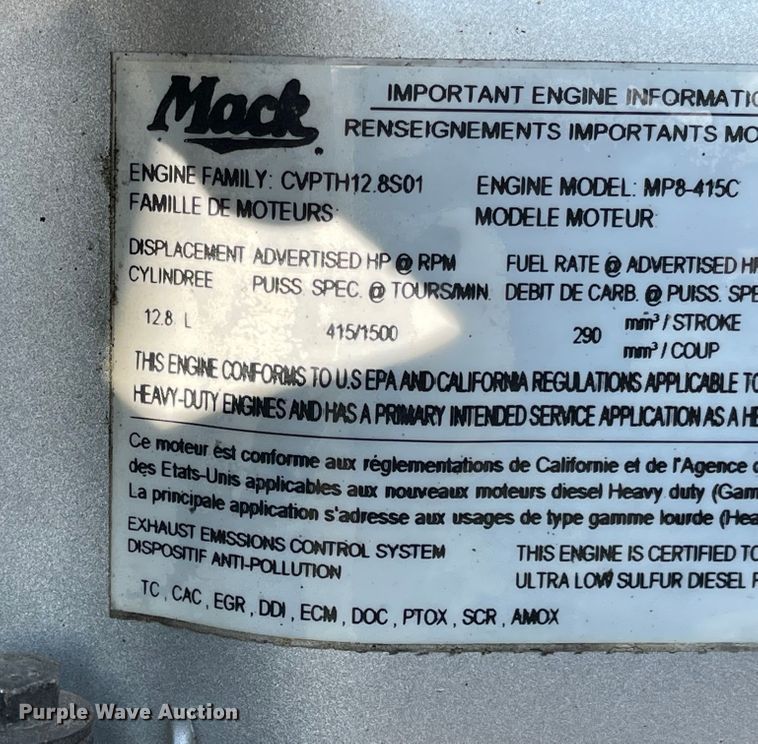 Mack
IMPORTANT ENGINE INFORMATIO
RENSEIGNEMENTS IMPORTANTS MO
ENGINE FAMILY: CVPTH12.8S01 ENGINE MODEL: MP8-415C
FAMILLE DE MOTEURS MODELE MOTEUR
DISPLACEMENT ADVERTISED HP @ RPM FUEL RATE @ ADVERTISED HP
CYLINDREE PUISS SPEC. @ TOURS/MIN. DEBIT DE CARB. @ PUISS. SPE
12.8 L 415/1500 290 mm³ / STROKE
mm³ / COUP
THIS ENGINE CONFORMS TO U.S EPA AND CALIFORNIA REGULATIONS APPLICABLE TO
HEAVY-DUTY ENGINES AND HAS A PRIMARY INTENDED SERVICE APPLICATION AS A HE
Ce moteur est conforme aux réglementations de Californie et de l'Agence d
des Etats-Unis applicables aux nouveaux moteurs diesel Heavy duty (Gam
La principale application s'adresse aux usages de type gamme lourde (Hea
EXHAUST EMISSIONS CONTROL SYSTEM THIS ENGINE IS CERTIFIED TO
DISPOSITIF ANTI-POLLUTION ULTRA LOW SULFUR DIESEL F
TC , CAC , EGR , DDI , ECM , DOC , PTOX , SCR , AMOX
Purple Wave Auction